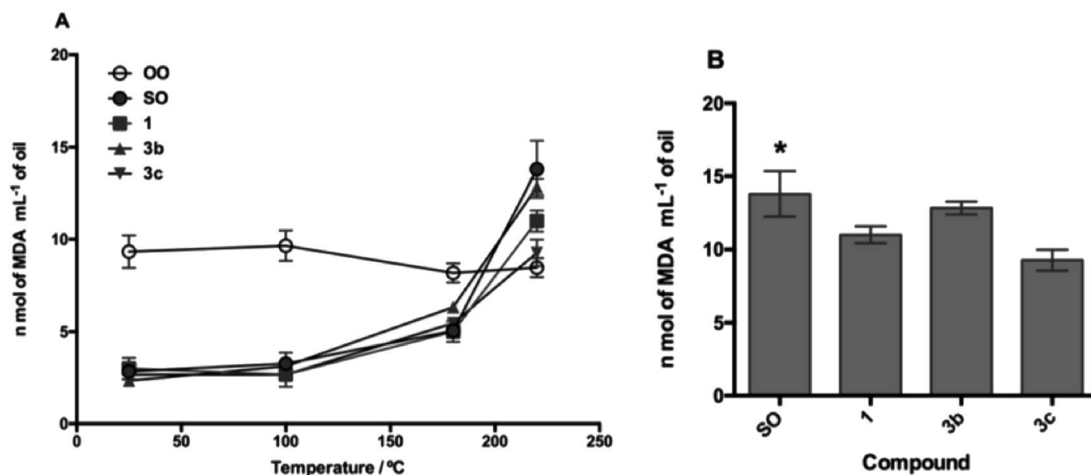 A
20
15
10
5
0
n mol of MDA mL-1 of oil
OO
SO
1
3b
3c
0
50
100
150
200
250
Temperature / ºC
B
20
15
10
5
0
n mol of MDA mL-1 of oil
*
SO
1
3b
3c
Compound